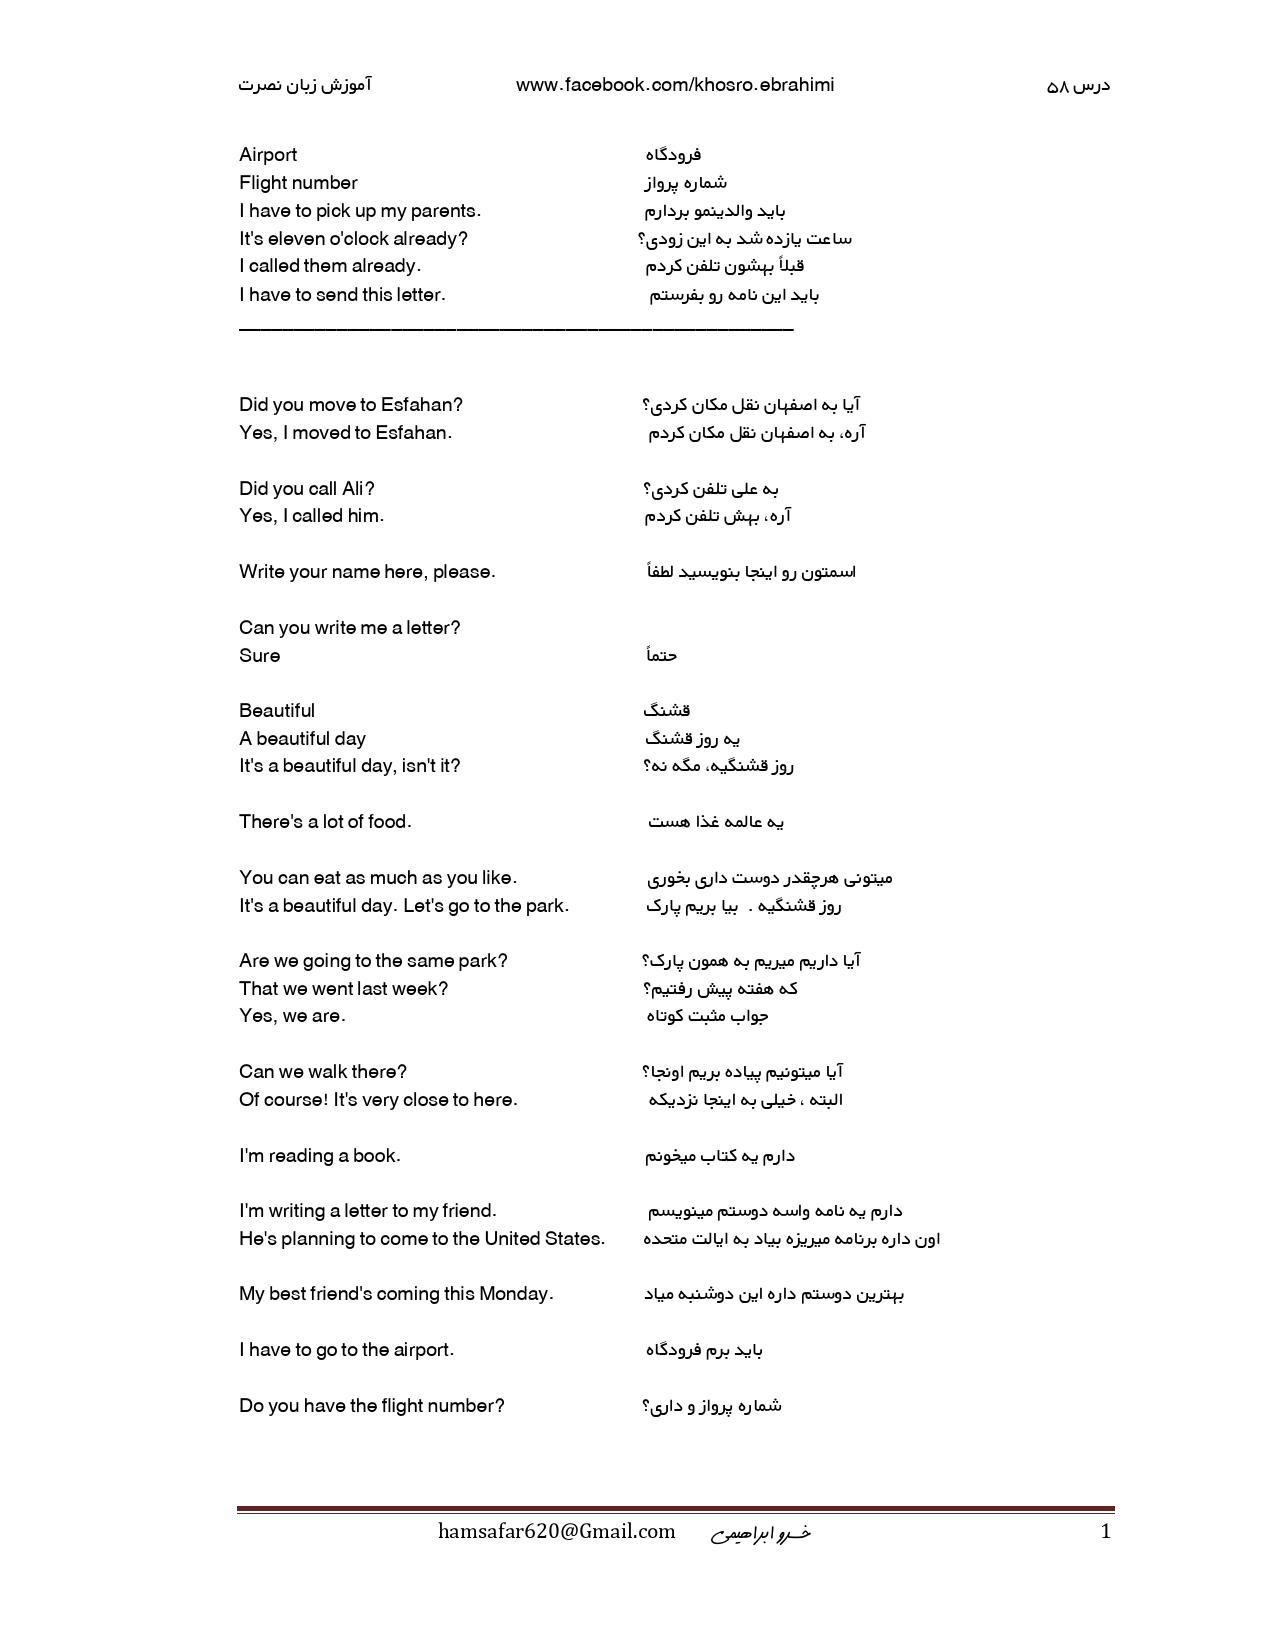 آموزش زبان نصرت www.facebook.com/khosro.ebrahimi درس ۵۸
Airport فرودگاه
Flight number شماره پرواز
I have to pick up my parents. باید والدینمو بردارم
It's eleven o'clock already? ساعت یازده شد به این زودی؟
I called them already. قبلاً بهشون تلفن کردم
I have to send this letter. باید این نامه رو بفرستم
Did you move to Esfahan? آیا به اصفهان نقل مکان کردی؟
Yes, I moved to Esfahan. آره، به اصفهان نقل مکان کردم
Did you call Ali? به علی تلفن کردی؟
Yes, I called him. آره، بهش تلفن کردم
Write your name here, please. اسمتون رو اینجا بنویسید لطفاً
Can you write me a letter?
Sure حتماً
Beautiful قشنگ
A beautiful day یه روز قشنگ
It's a beautiful day, isn't it? روز قشنگیه، مگه نه؟
There's a lot of food. یه عالمه غذا هست
You can eat as much as you like. میتونی هرچقدر دوست داری بخوری
It's a beautiful day. Let's go to the park. روز قشنگیه . بیا بریم پارک
Are we going to the same park? آیا داریم میریم به همون پارک؟
That we went last week? که هفته پیش رفتیم؟
Yes, we are. جواب مثبت کوتاه
Can we walk there? آیا میتونیم پیاده بریم اونجا؟
Of course! It's very close to here. البته ، خیلی به اینجا نزدیکه
I'm reading a book. دارم یه کتاب میخونم
I'm writing a letter to my friend. دارم یه نامه واسه دوستم مینویسم
He's planning to come to the United States. اون داره برنامه میریزه بیاد به ایالت متحده
My best friend's coming this Monday. بهترین دوستم داره این دوشنبه میاد
I have to go to the airport. باید برم فرودگاه
Do you have the flight number? شماره پرواز و داری؟
hamsafar620@Gmail.com خسرو ابراهیمی 1